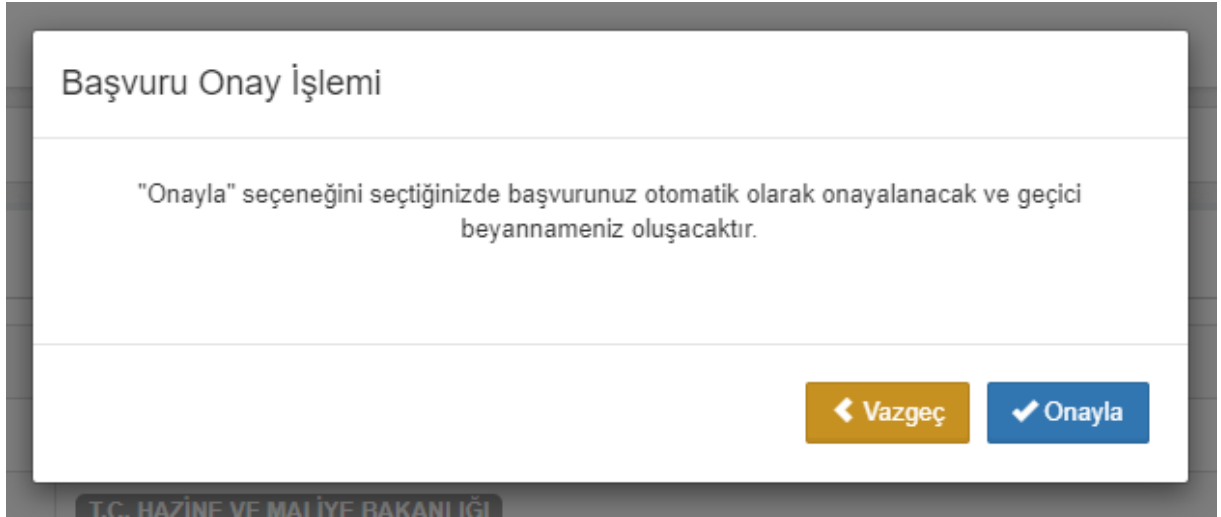 Başvuru Onay İşlemi
"Onayla" seçeneğini seçtiğinizde başvurunuz otomatik olarak onayalanacak ve geçici
beyannameniz oluşacaktır.
Vazgeç
Onayla
T.C. HAZİNE VE MALİYE BAKANLIĞI